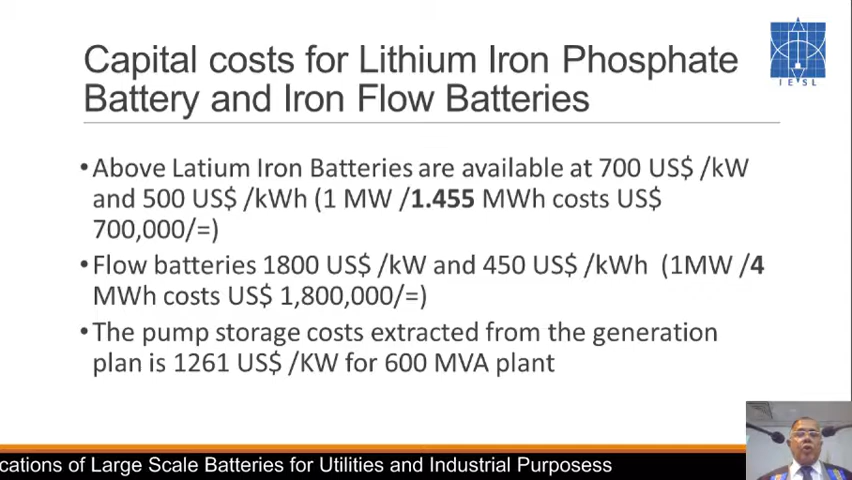 Capital costs for Lithium Iron Phosphate
Battery and Iron Flow Batteries
IESL
•Above Latium Iron Batteries are available at 700 US$ /kW
and 500 US$ /kWh (1 MW /1.455 MWh costs US$
700,000/=)
•Flow batteries 1800 US$ /kW and 450 US$ /kWh (1MW /4
MWh costs US$ 1,800,000/=)
•The pump storage costs extracted from the generation
plan is 1261 US$ /KW for 600 MVA plant
cations of Large Scale Batteries for Utilities and Industrial Purposess